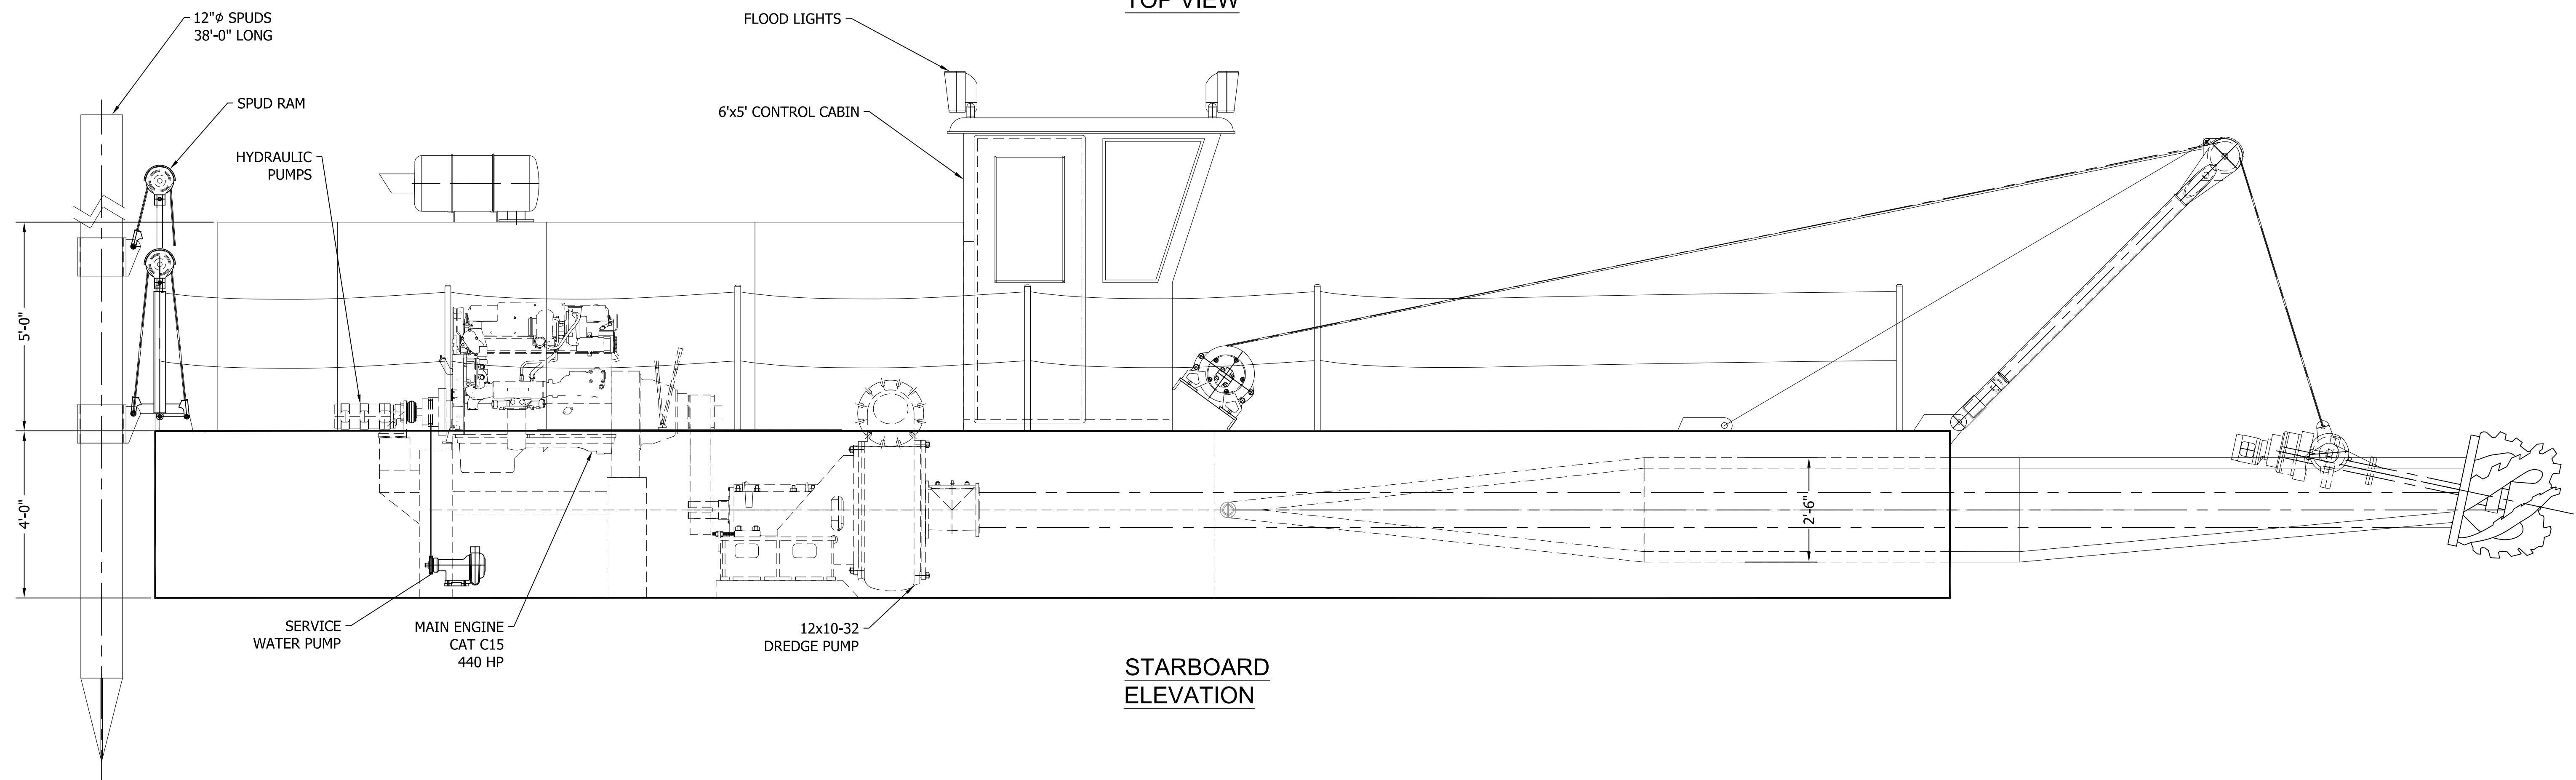 TOP VIEW
12"ø SPUDS
38'-0" LONG
FLOOD LIGHTS
SPUD RAM
6'x5' CONTROL CABIN
HYDRAULIC
PUMPS
5'-0"
4'-0"
2'-6"
SERVICE
WATER PUMP
MAIN ENGINE
CAT C15
440 HP
12x10-32
DREDGE PUMP
STARBOARD
ELEVATION